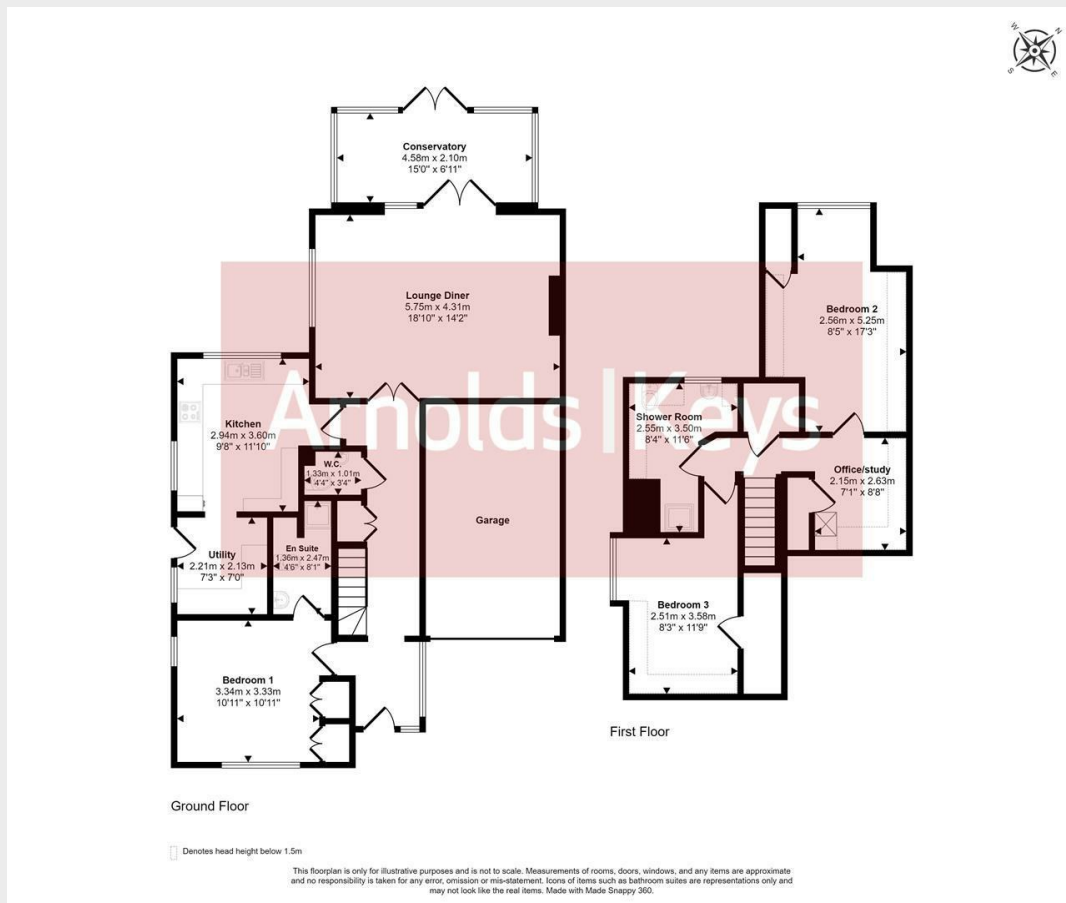 W N
S E
Conservatory
4.58m x 2.10m
15'0" x 6'11"
Lounge Diner
5.75m x 4.31m
18'10" x 14'2"
Bedroom 2
2.56m x 5.25m
8'5" x 17'3"
Arnolds|Keys
Kitchen
2.94m x 3.60m
9'8" x 11'10"
Shower Room
2.55m x 3.50m
8'4" x 11'6"
W.C.
1.33m x 1.01m
4'4" x 3'4"
Office/study
2.15m x 2.63m
7'1" x 8'8"
Garage
Utility
2.21m x 2.13m
7'3" x 7'0"
En Suite
1.36m x 2.47m
4'6" x 8'1"
Bedroom 3
2.51m x 3.58m
8'3" x 11'9"
Bedroom 1
3.34m x 3.33m
10'11" x 10'11"
First Floor
Ground Floor
Denotes head height below 1.5m
This floorplan is only for illustrative purposes and is not to scale. Measurements of rooms, doors, windows, and any items are approximate
and no responsibility is taken for any error, omission or mis-statement. Icons of items such as bathroom suites are representations only and
may not look like the real items. Made with Made Snappy 360.